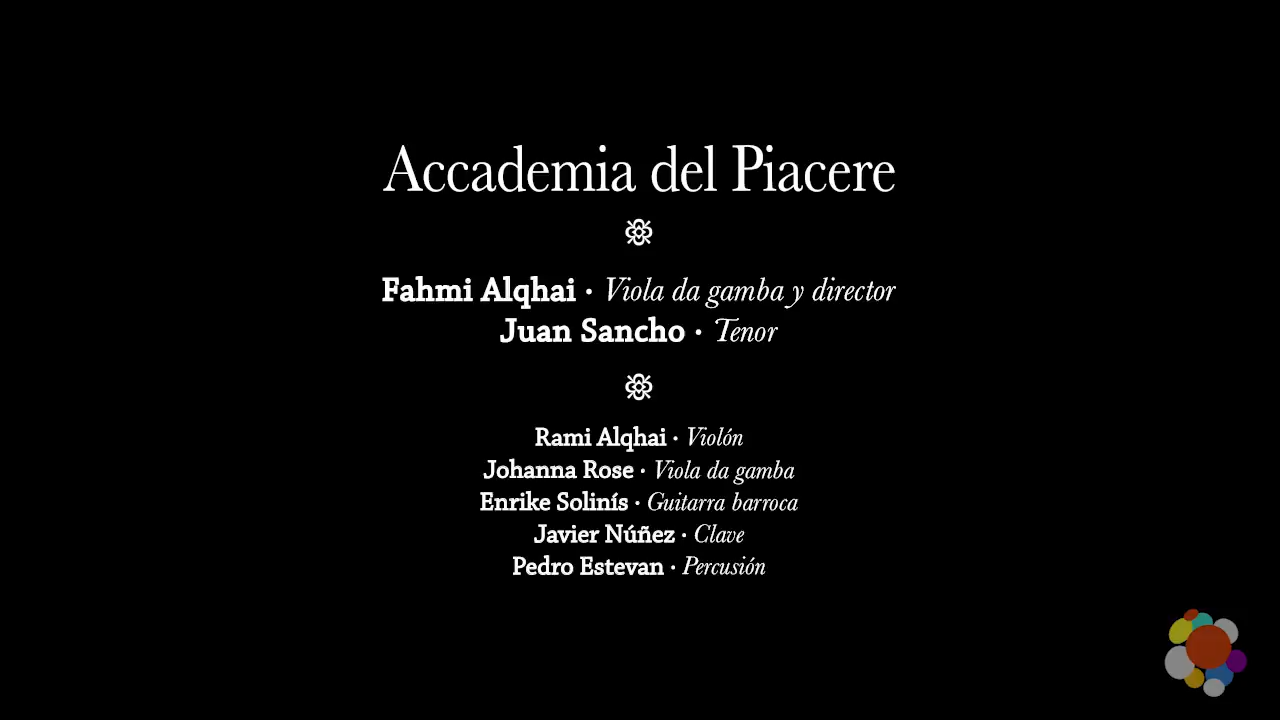 Accademia del Piacere
Fahmi Alqhai · Viola da gamba y director
Juan Sancho · Tenor
Rami Alqhai · Violón
Johanna Rose · Viola da gamba
Enrike Solinís · Guitarra barroca
Javier Núñez · Clave
Pedro Estevan · Percusión